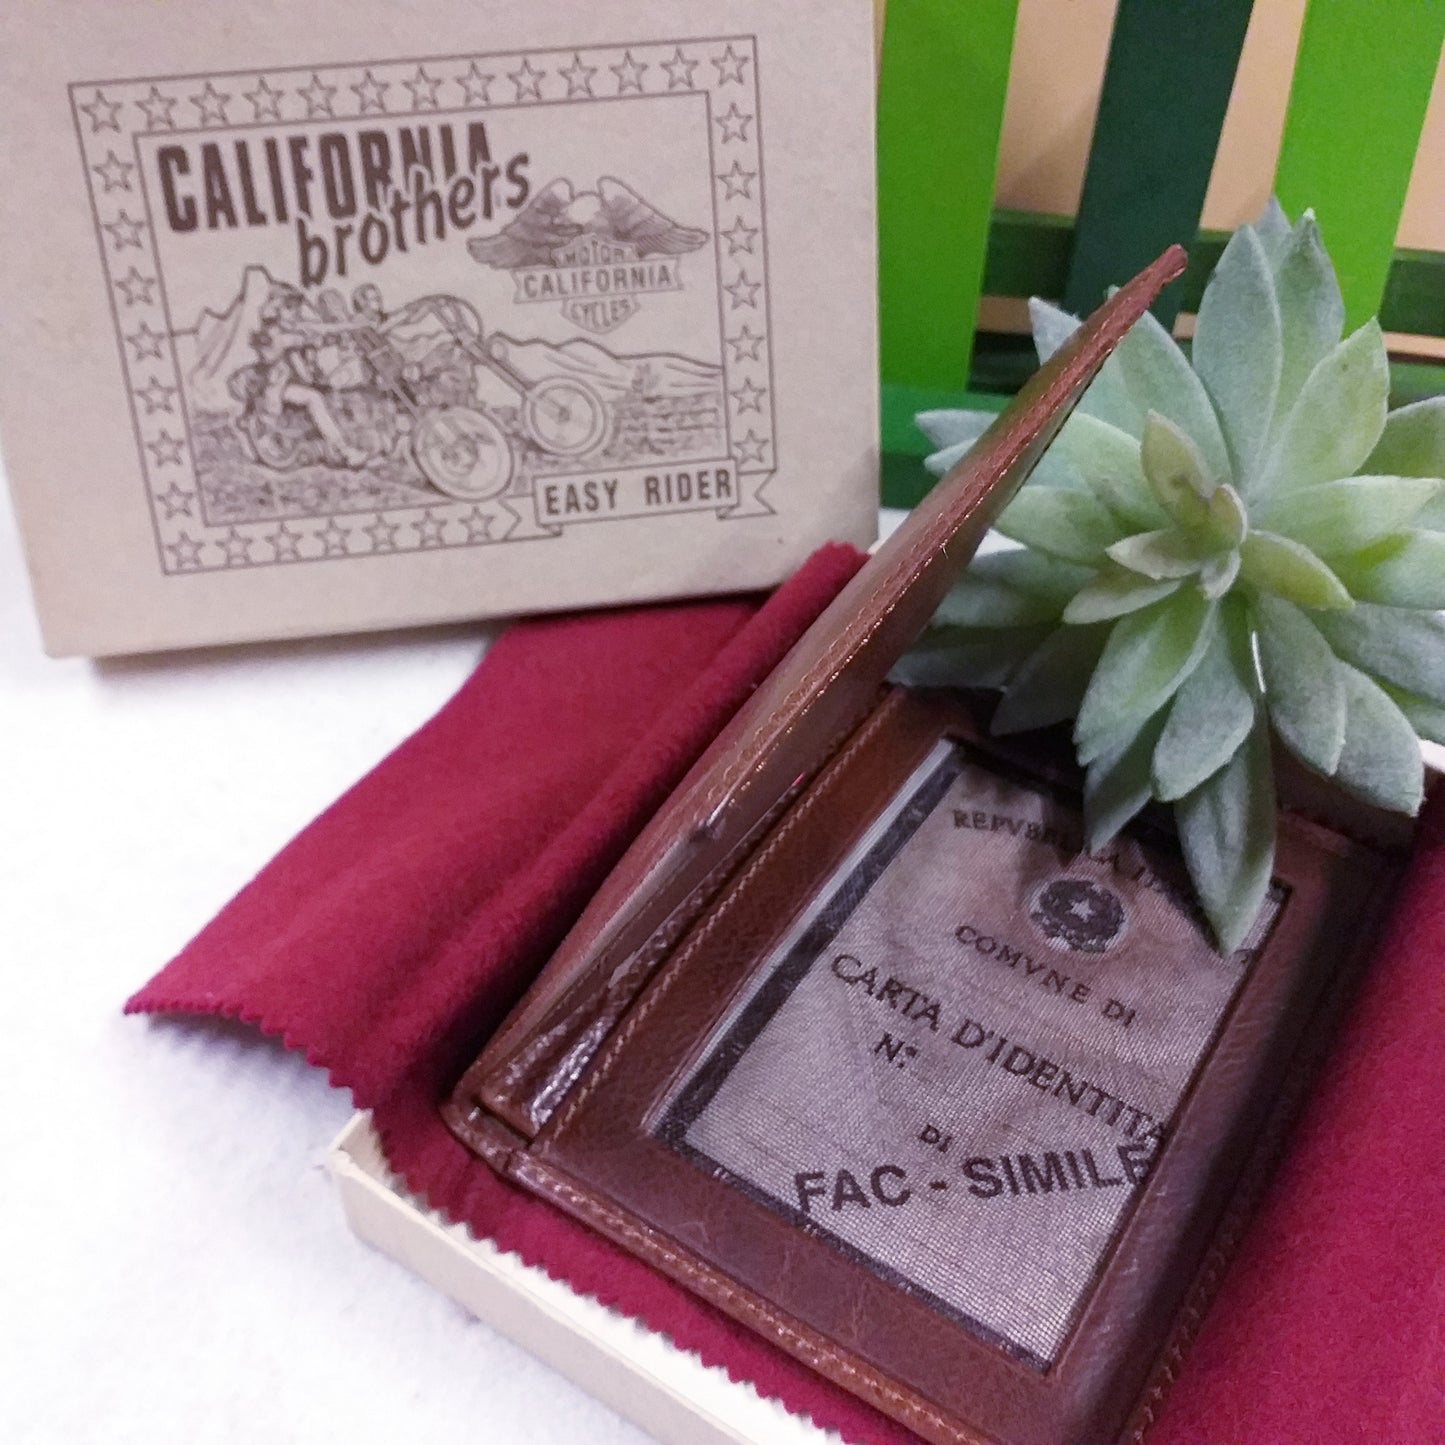 CALIFORNIA
brothers
MOTOR
CALIFORNIA
CYCLES
EASY RIDER
COMVNE DI
CARTA D'IDENTITA
N:
DI
FAC - SIMILE